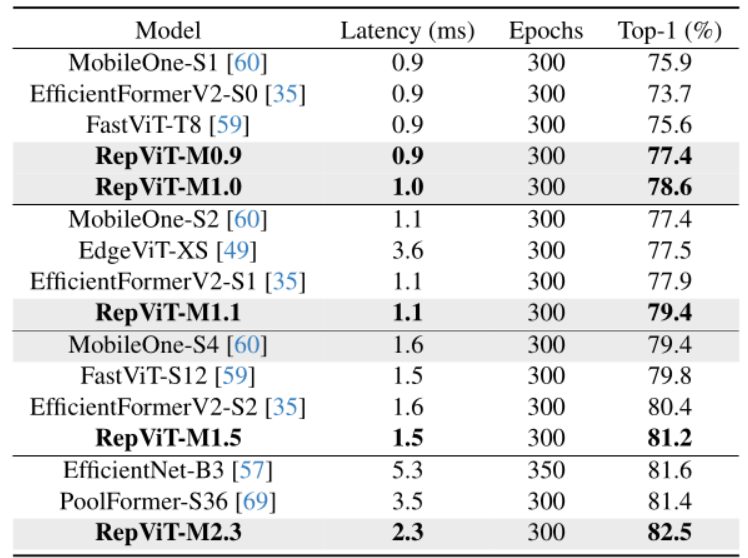 Model Latency (ms) Epochs Top-1 (%)
MobileOne-S1 [60] 0.9 300 75.9
EfficientFormerV2-S0 [35] 0.9 300 73.7
FastViT-T8 [59] 0.9 300 75.6
RepViT-M0.9 0.9 300 77.4
RepViT-M1.0 1.0 300 78.6
MobileOne-S2 [60] 1.1 300 77.4
EdgeViT-XS [49] 3.6 300 77.5
EfficientFormerV2-S1 [35] 1.1 300 77.9
RepViT-M1.1 1.1 300 79.4
MobileOne-S4 [60] 1.6 300 79.4
FastViT-S12 [59] 1.5 300 79.8
EfficientFormerV2-S2 [35] 1.6 300 80.4
RepViT-M1.5 1.5 300 81.2
EfficientNet-B3 [57] 5.3 350 81.6
PoolFormer-S36 [69] 3.5 300 81.4
RepViT-M2.3 2.3 300 82.5